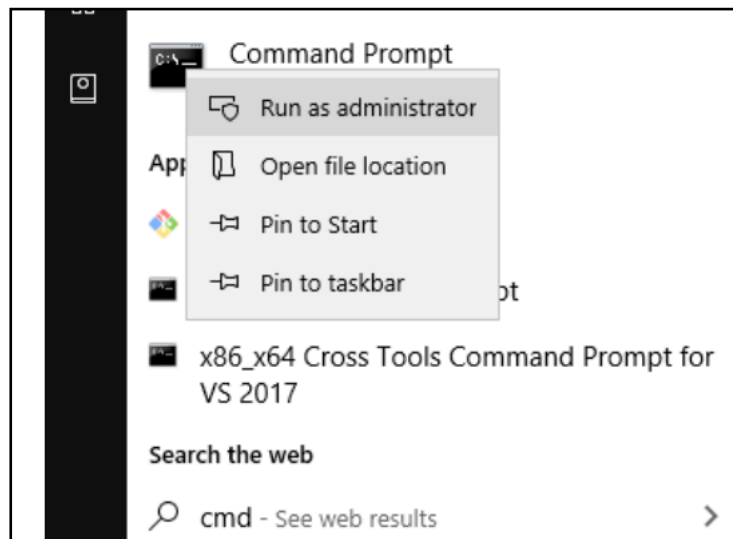 C:\_
Command Prompt
Run as administrator
App
Open file location
Pin to Start
Pin to taskbar
pt
x86_x64 Cross Tools Command Prompt for
VS 2017
Search the web
cmd - See web results